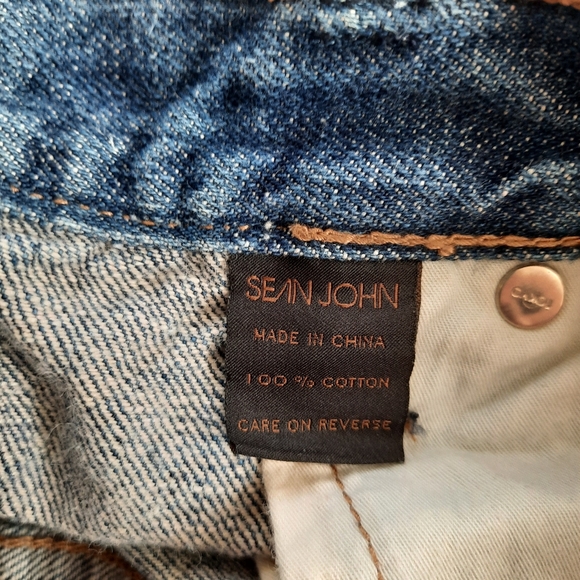 SEAN JOHN
MADE IN CHINA
100 % COTTON
CARE ON REVERSE